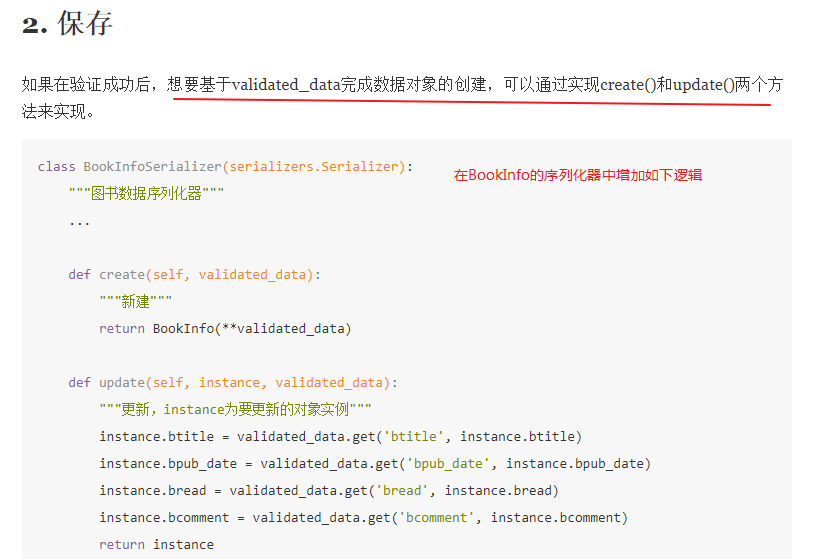 2. 保存
如果在验证成功后，想要基于validated_data完成数据对象的创建，可以通过实现create()和update()两个方
法来实现。
class BookInfoSerializer(serializers.Serializer):
在BookInfo的序列化器中增加如下逻辑
    """图书数据序列化器"""
    ...
    def create(self, validated_data):
        """新建"""
        return BookInfo(**validated_data)
    def update(self, instance, validated_data):
        """更新，instance为要更新的对象实例"""
        instance.btitle = validated_data.get('btitle', instance.btitle)
        instance.bpub_date = validated_data.get('bpub_date', instance.bpub_date)
        instance.bread = validated_data.get('bread', instance.bread)
        instance.bcomment = validated_data.get('bcomment', instance.bcomment)
        return instance